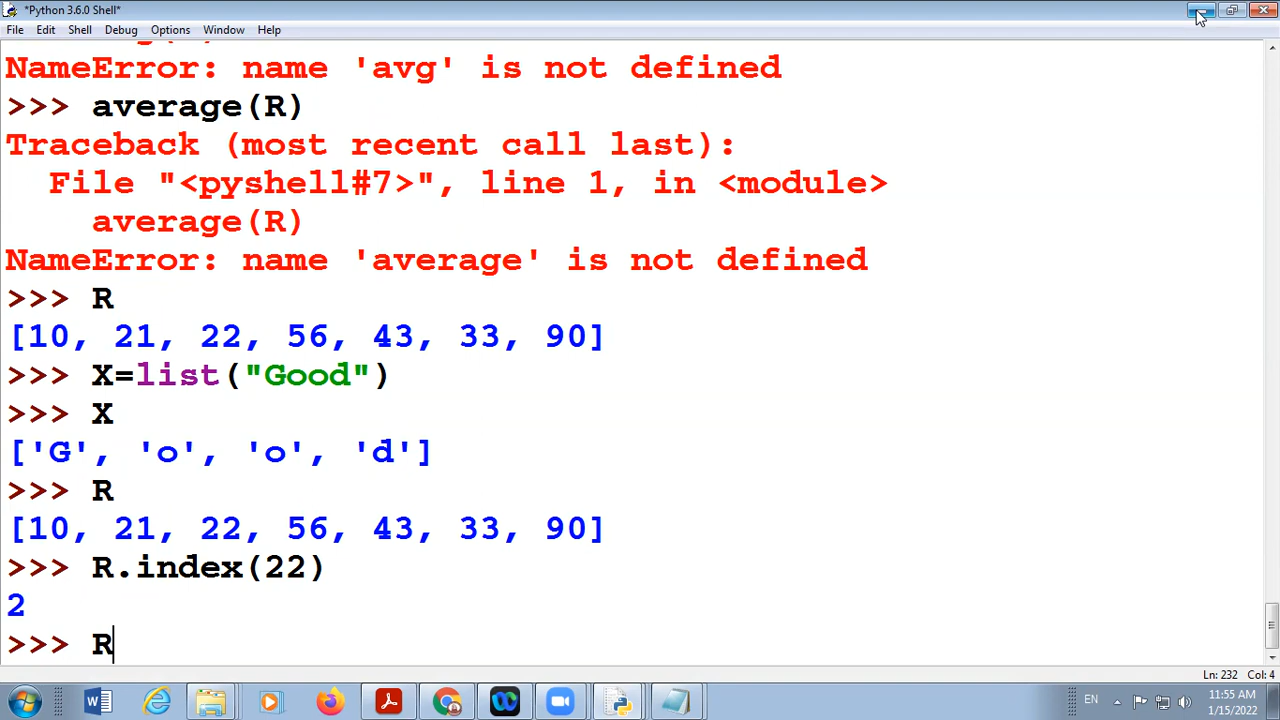 *Python 3.6.0 Shell*
File Edit Shell Debug Options Window Help
NameError: name 'avg' is not defined
>>> average(R)
Traceback (most recent call last):
  File "<pyshell#7>", line 1, in <module>
    average(R)
NameError: name 'average' is not defined
>>> R
[10, 21, 22, 56, 43, 33, 90]
>>> X=list("Good")
>>> X
['G', 'o', 'o', 'd']
>>> R
[10, 21, 22, 56, 43, 33, 90]
>>> R.index(22)
2
>>> R
Ln: 232 Col: 4
EN
11:55 AM
1/15/2022